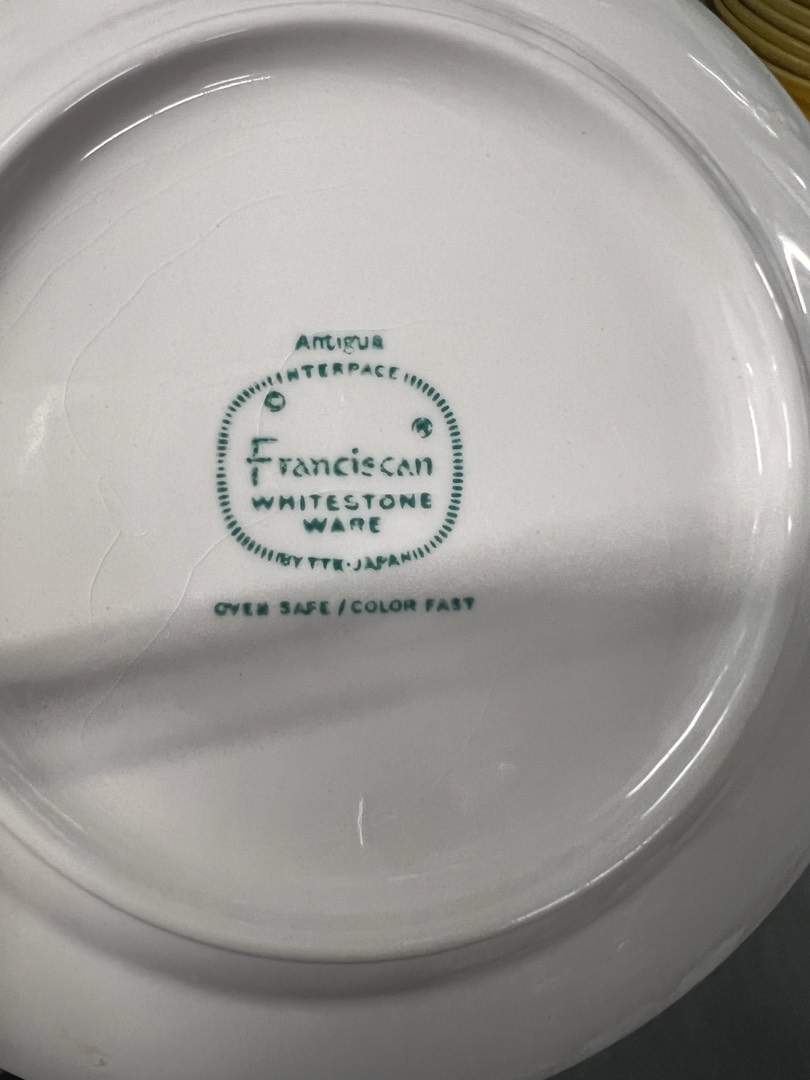 Antigua
INTERPACE
©
®
Franciscan
WHITESTONE
WARE
BY TTK·JAPAN
OVEN SAFE / COLOR FAST